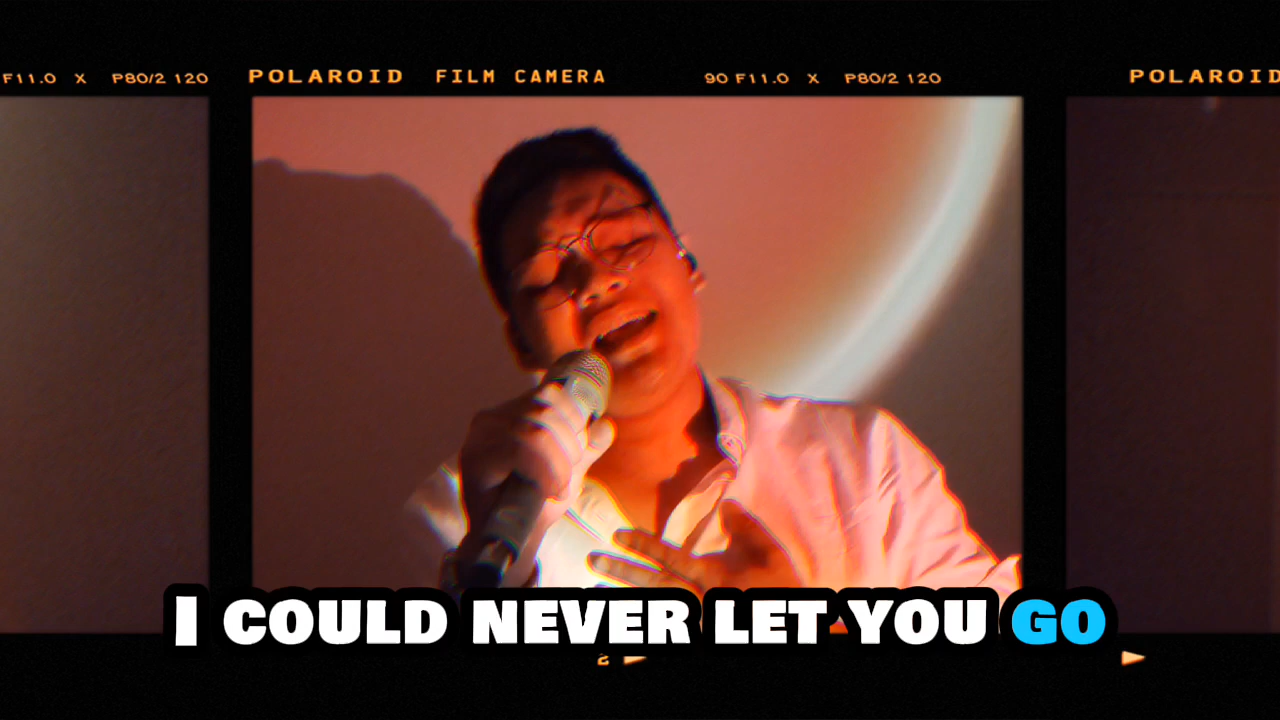 F11.0 X P80/2 120 POLAROID FILM CAMERA 90 F11.0 X P80/2 120 POLAROID
I COULD NEVER LET YOU GO
2